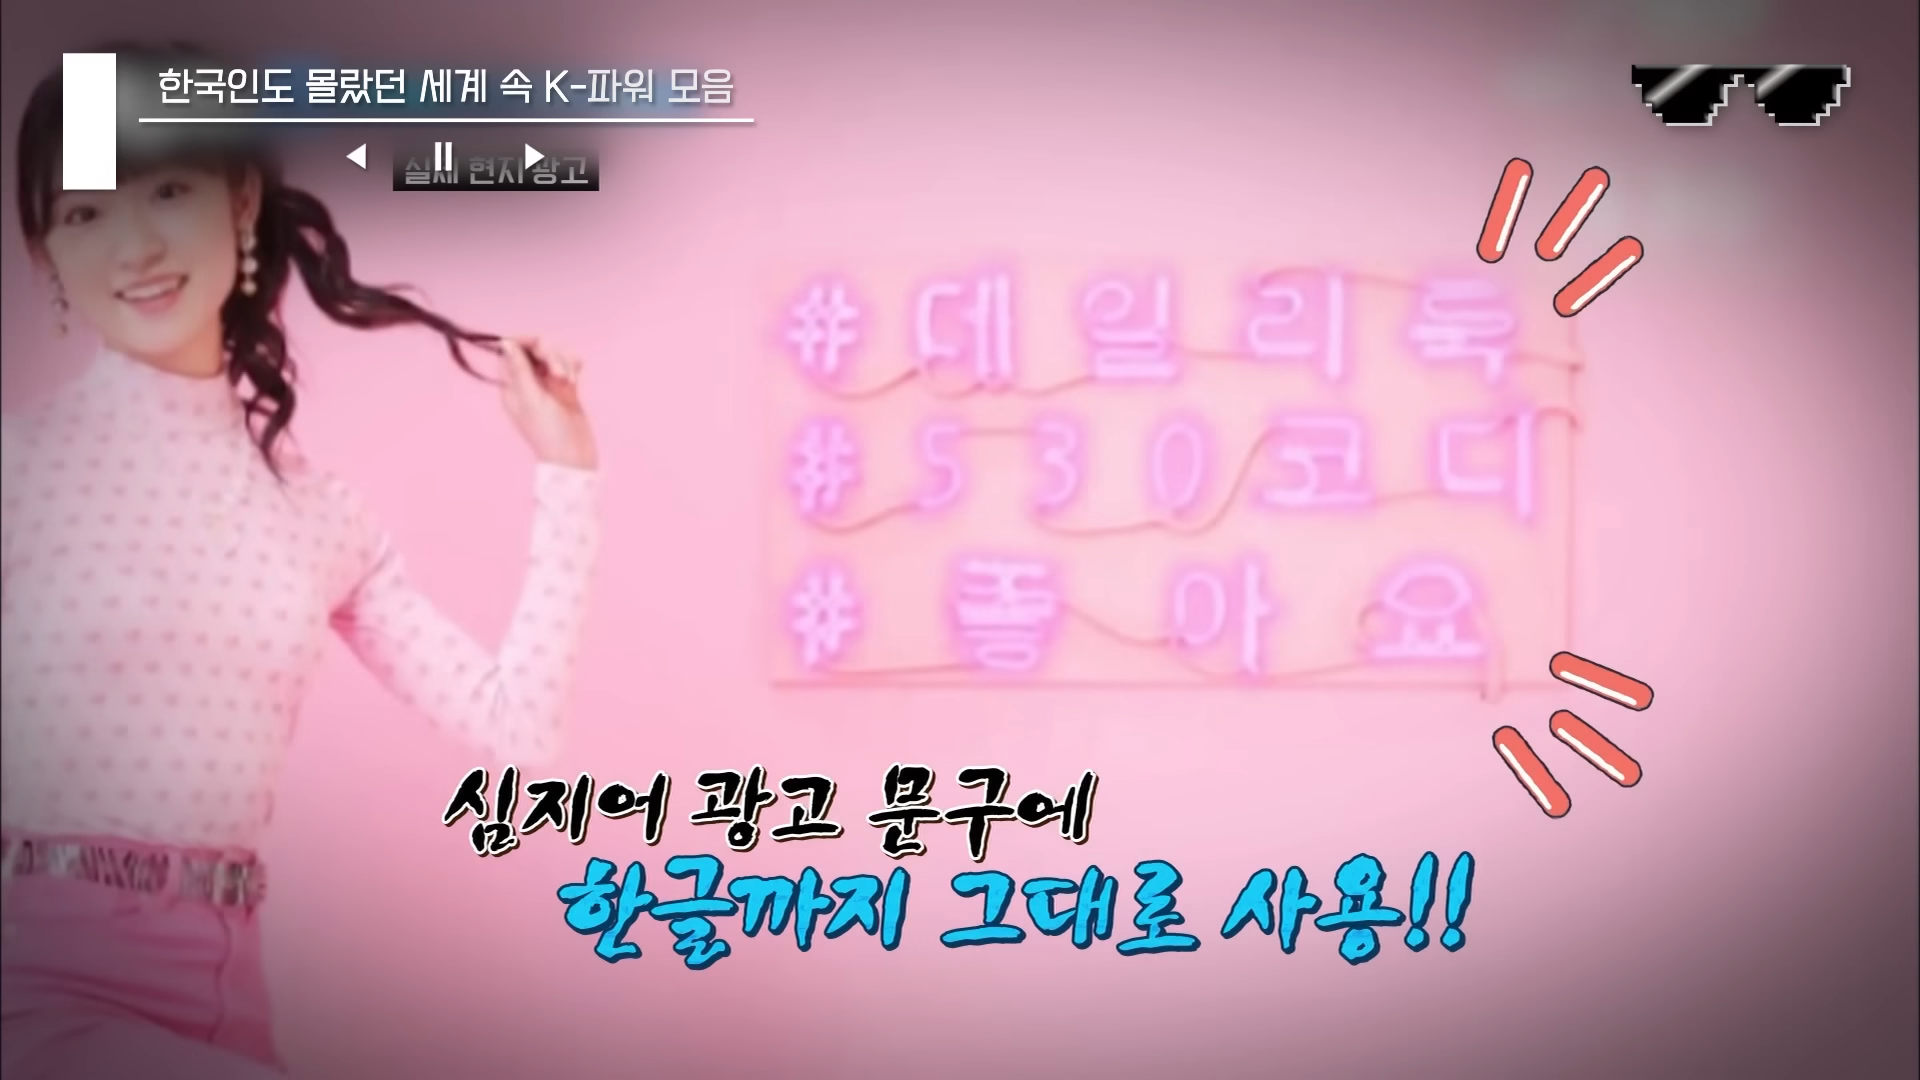 한국인도 몰랐던 세계 속 K-파워 모음
실제 현지 광고
#데일리룩
#530코디
#좋아요
심지어 광고 문구에
한글까지 그대로 사용!!